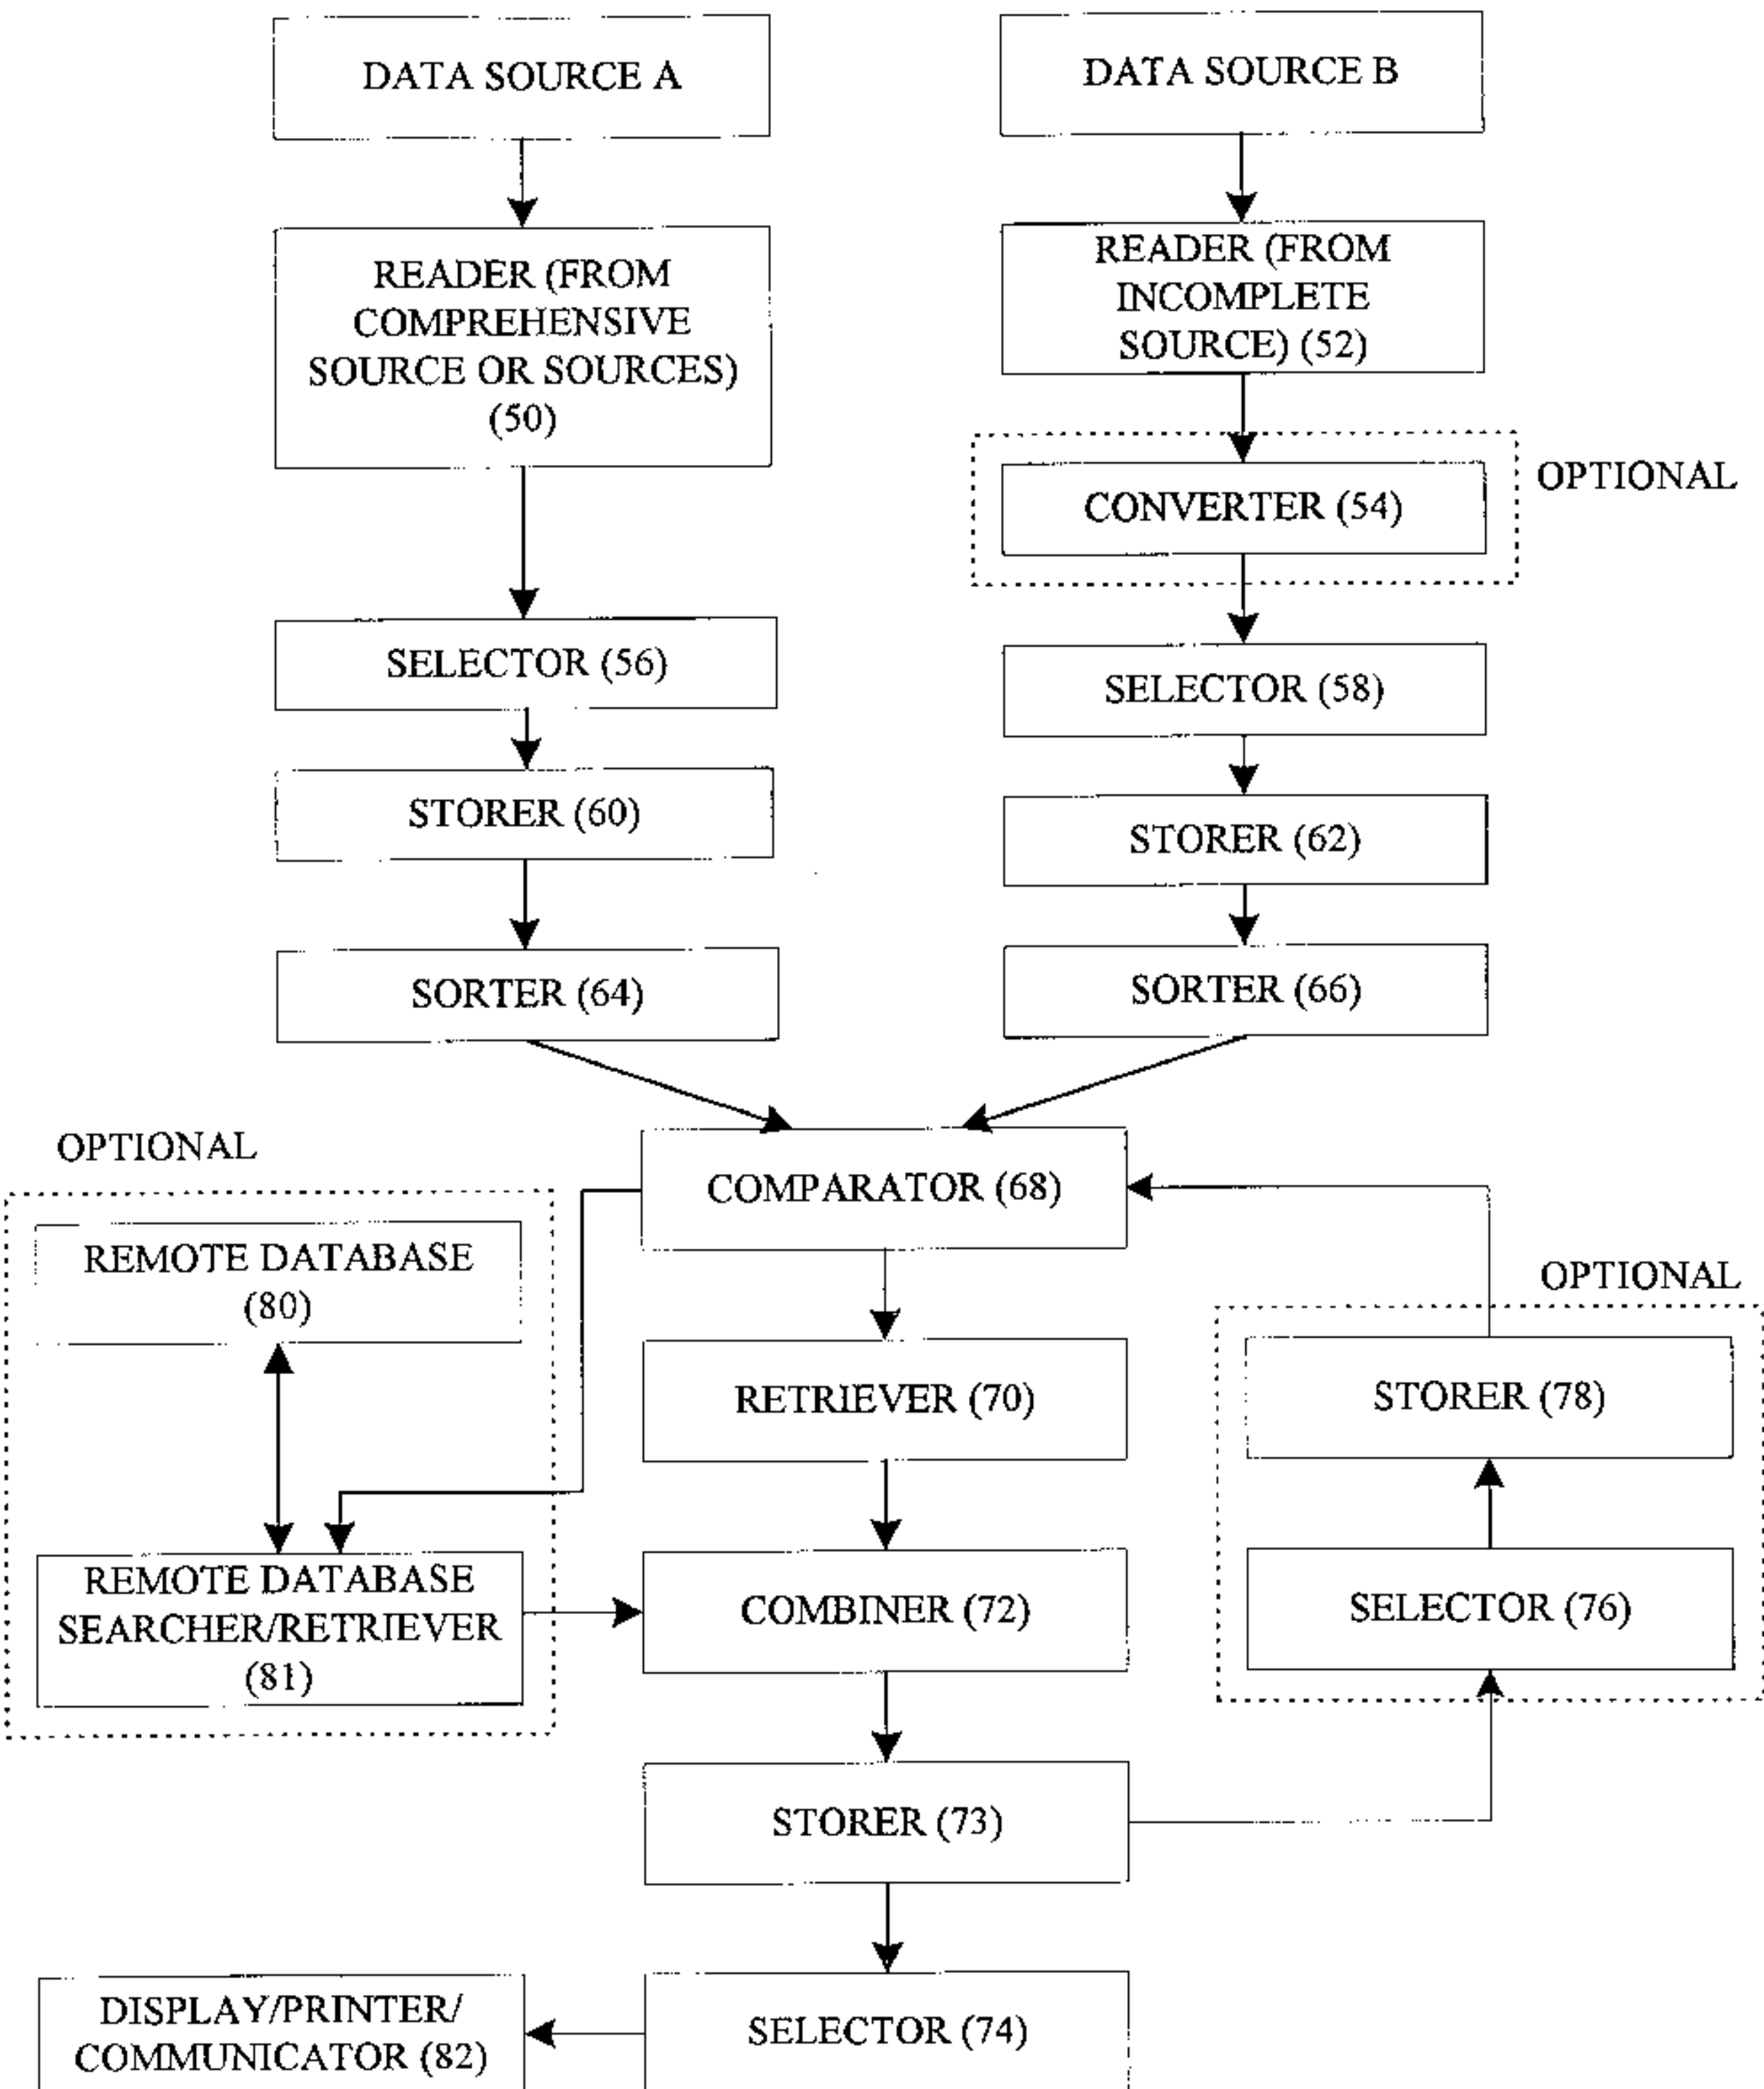 DATA SOURCE A
DATA SOURCE B
READER (FROM
COMPREHENSIVE
SOURCE OR SOURCES)
(50)
READER (FROM
INCOMPLETE
SOURCE) (52)
CONVERTER (54)
OPTIONAL
SELECTOR (56)
SELECTOR (58)
STORER (60)
STORER (62)
SORTER (64)
SORTER (66)
OPTIONAL
COMPARATOR (68)
REMOTE DATABASE
(80)
OPTIONAL
RETRIEVER (70)
STORER (78)
REMOTE DATABASE
SEARCHER/RETRIEVER
(81)
COMBINER (72)
SELECTOR (76)
STORER (73)
DISPLAY/PRINTER/
COMMUNICATOR (82)
SELECTOR (74)